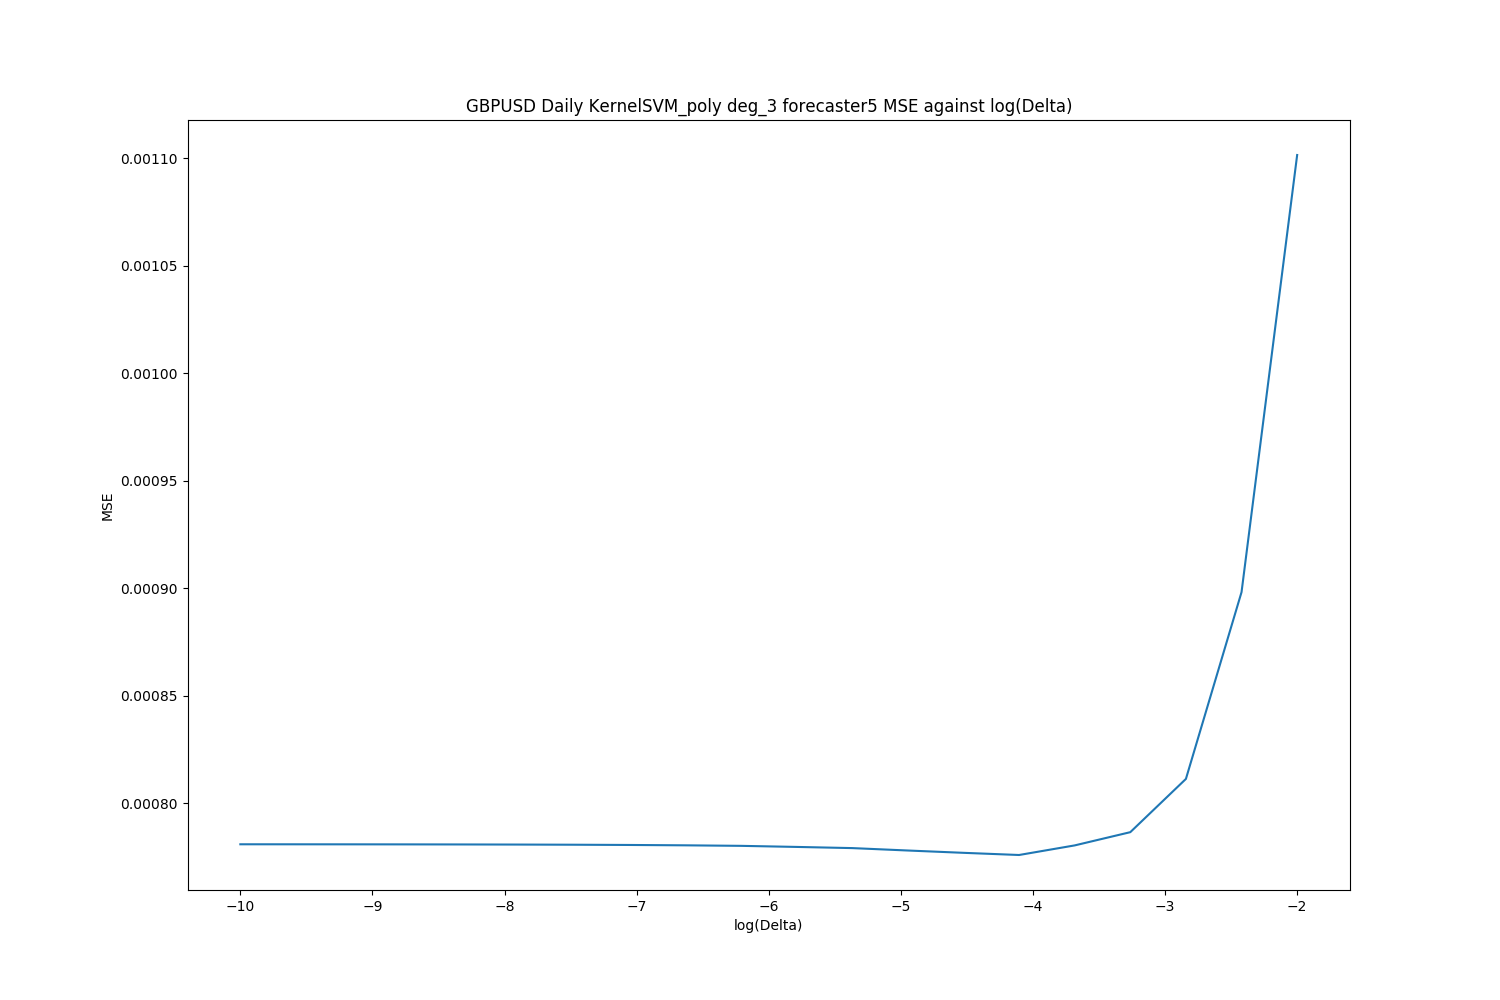 GBPUSD Daily KernelSVM_poly deg_3 forecaster5 MSE against log(Delta)
0.00110
0.00105
0.00100
0.00095
0.00090
0.00085
0.00080
MSE
−10 −9 −8 −7 −6 −5 −4 −3 −2
log(Delta)